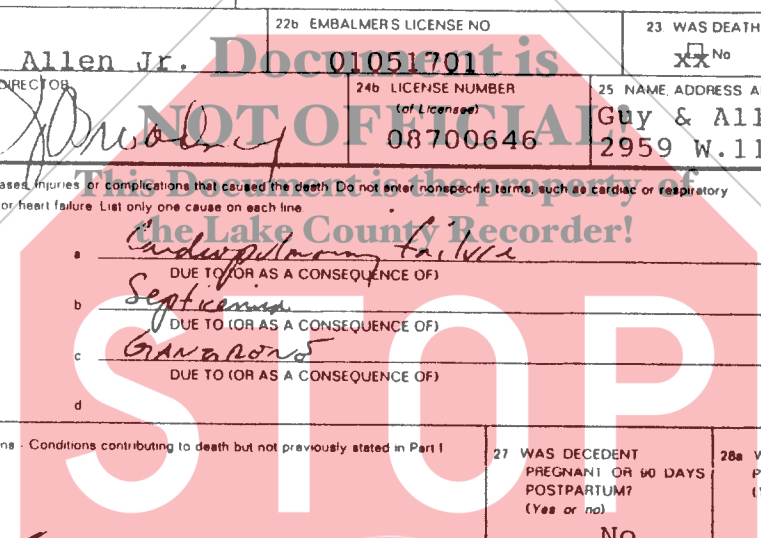 22b EMBALMER'S LICENSE NO
23 WAS DEATH
Allen Jr.
01051701
XX No
DIRECTOR
24b LICENSE NUMBER
25 NAME, ADDRESS A
(of Licensee)
Guy & All
08700646
2959 W.11
Document is
NOT OFFICIAL!
This Document is the property of
the Lake County Recorder!
ases, injuries or complications that caused the death Do not enter nonspecific terms, such as cardiac or respiratory
or heart failure List only one cause on each line
a Cardiopulmonary Failure
DUE TO (OR AS A CONSEQUENCE OF)
b Septicemia
DUE TO (OR AS A CONSEQUENCE OF)
c
DUE TO (OR AS A CONSEQUENCE OF)
d
STOP
ns - Conditions contributing to death but not previously stated in Part I
27 WAS DECEDENT
PREGNANT OR 90 DAYS
POSTPARTUM?
(Yes or no)
No
28a W
P
(